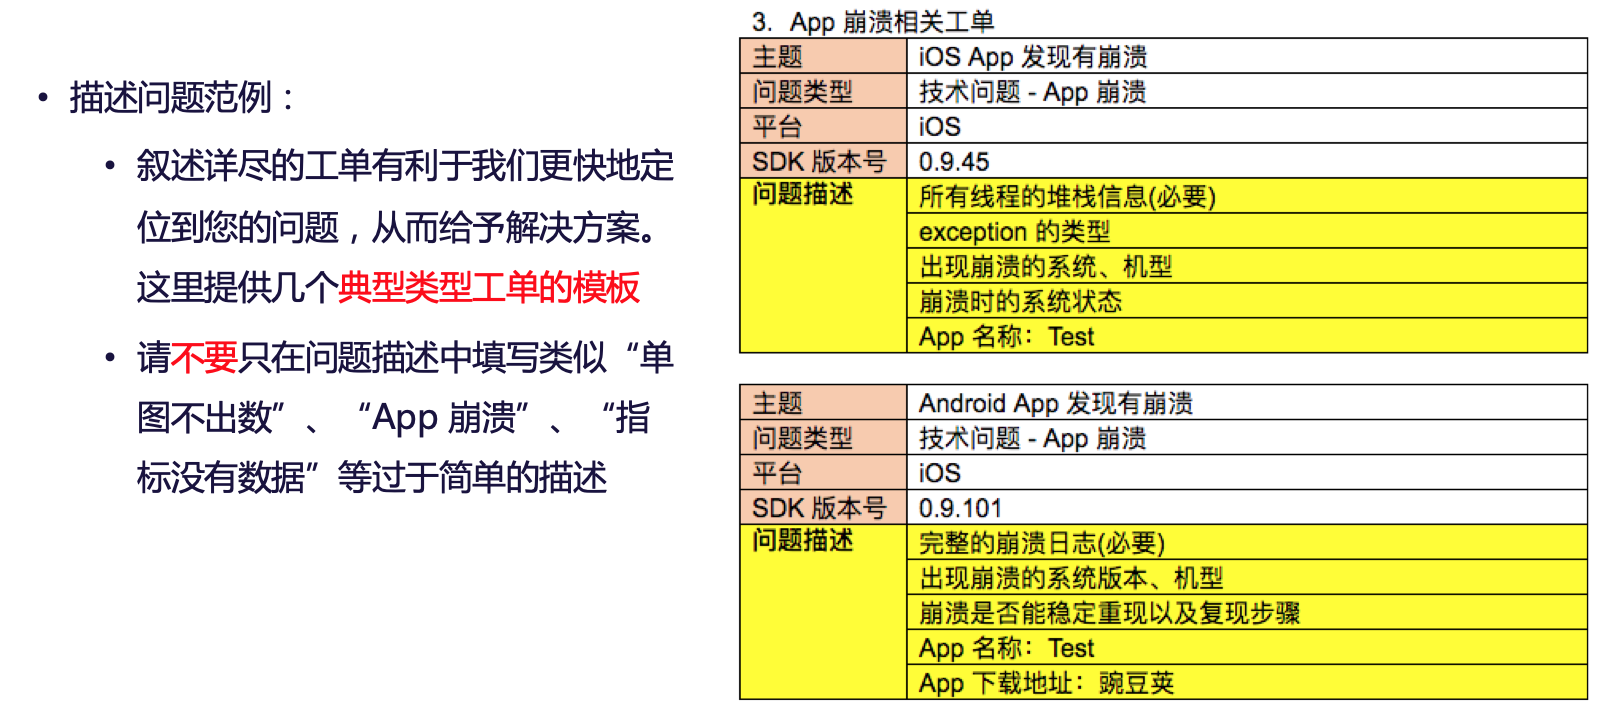 • 描述问题范例：
• 叙述详尽的工单有利于我们更快地定
位到您的问题，从而给予解决方案。
这里提供几个典型类型工单的模板
• 请不要只在问题描述中填写类似“单
图不出数”、“App 崩溃”、“指
标没有数据”等过于简单的描述
3. App 崩溃相关工单
主题 iOS App 发现有崩溃
问题类型 技术问题 - App 崩溃
平台 iOS
SDK 版本号 0.9.45
问题描述 所有线程的堆栈信息(必要)
exception 的类型
出现崩溃的系统、机型
崩溃时的系统状态
App 名称：Test
主题 Android App 发现有崩溃
问题类型 技术问题 - App 崩溃
平台 iOS
SDK 版本号 0.9.101
问题描述 完整的崩溃日志(必要)
出现崩溃的系统版本、机型
崩溃是否能稳定重现以及复现步骤
App 名称：Test
App 下载地址：豌豆荚